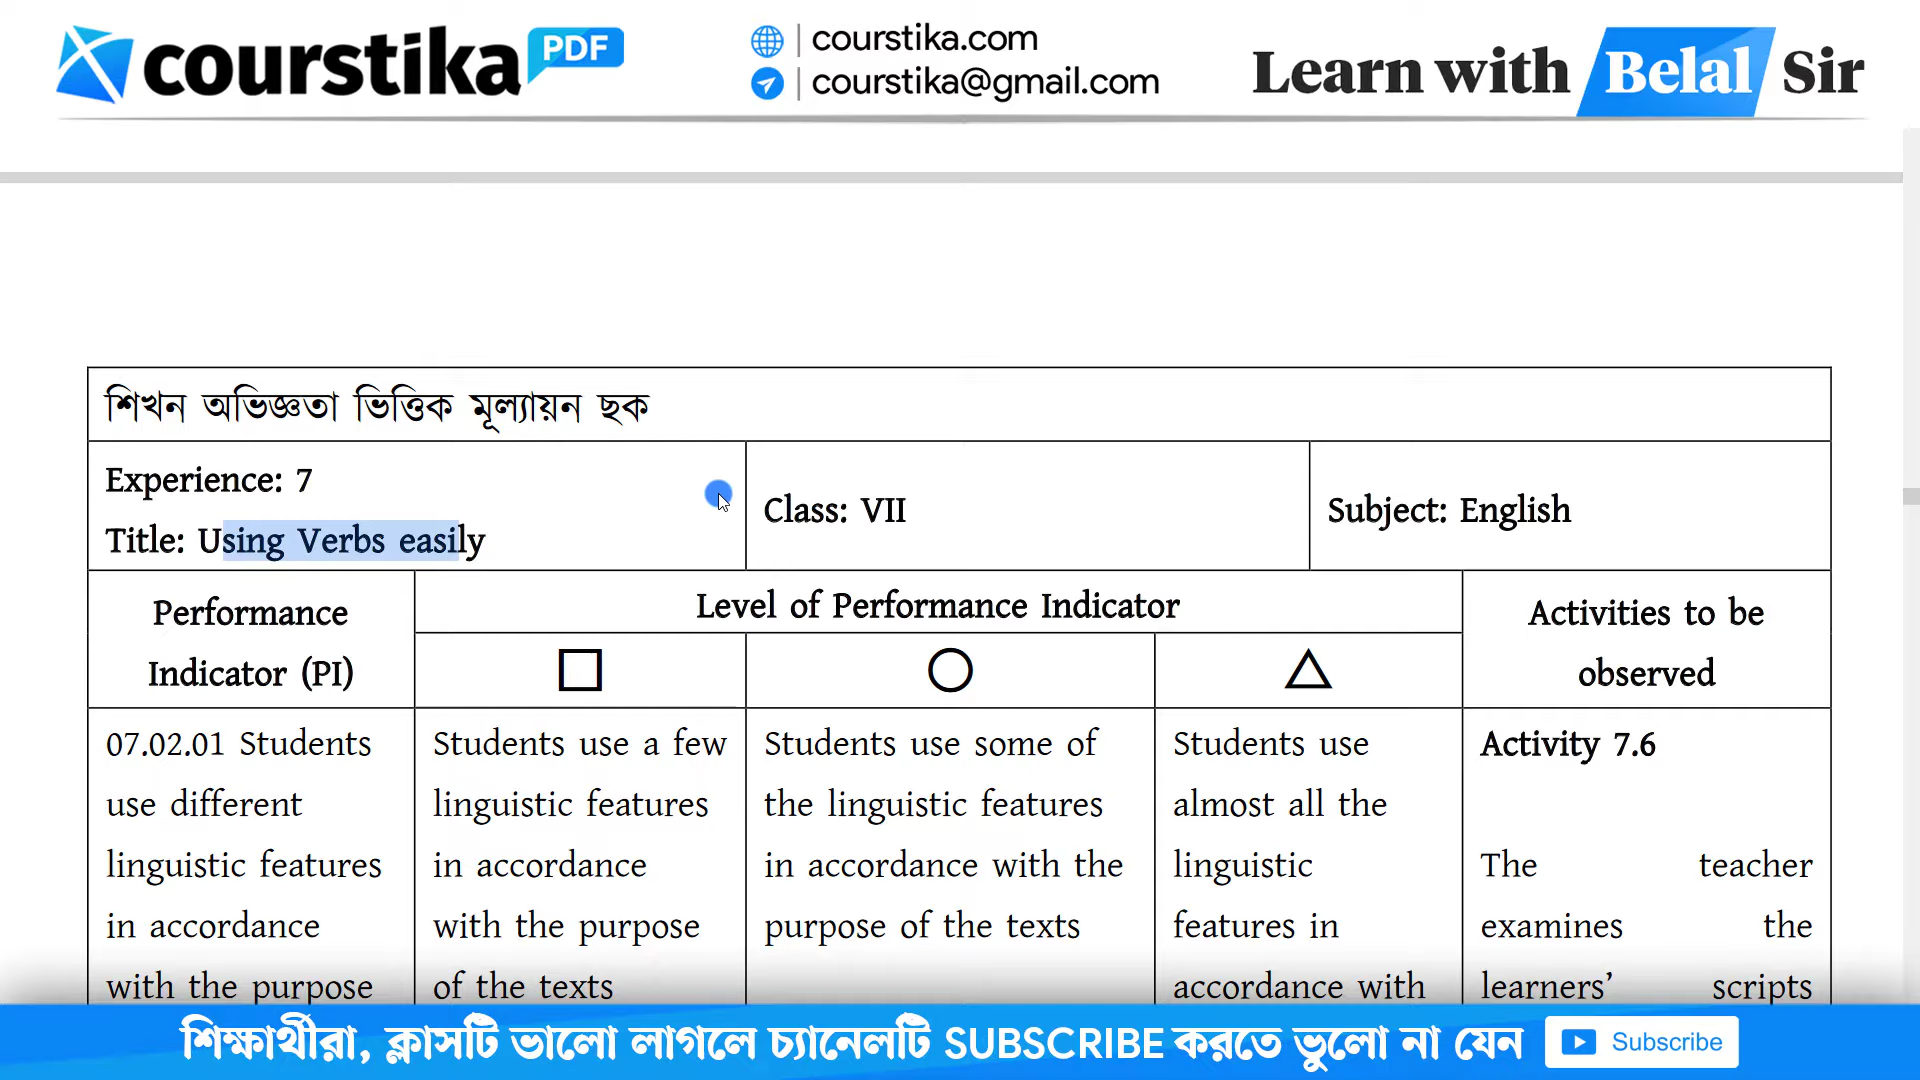 courstika PDF
courstika.com
courstika@gmail.com
Learn with Belal Sir
শিখন অভিজ্ঞতা ভিত্তিক মূল্যায়ন ছক
Experience: 7
Title: Using Verbs easily
Class: VII
Subject: English
Performance
Indicator (PI)
Level of Performance Indicator
Activities to be
observed
07.02.01 Students
use different
linguistic features
in accordance
with the purpose
Students use a few
linguistic features
in accordance
with the purpose
of the texts
Students use some of
the linguistic features
in accordance with the
purpose of the texts
Students use
almost all the
linguistic
features in
accordance with
Activity 7.6
The teacher
examines the
learners’ scripts
শিক্ষার্থীরা, ক্লাসটি ভালো লাগলে চ্যানেলটি SUBSCRIBE করতে ভুলো না যেন
Subscribe